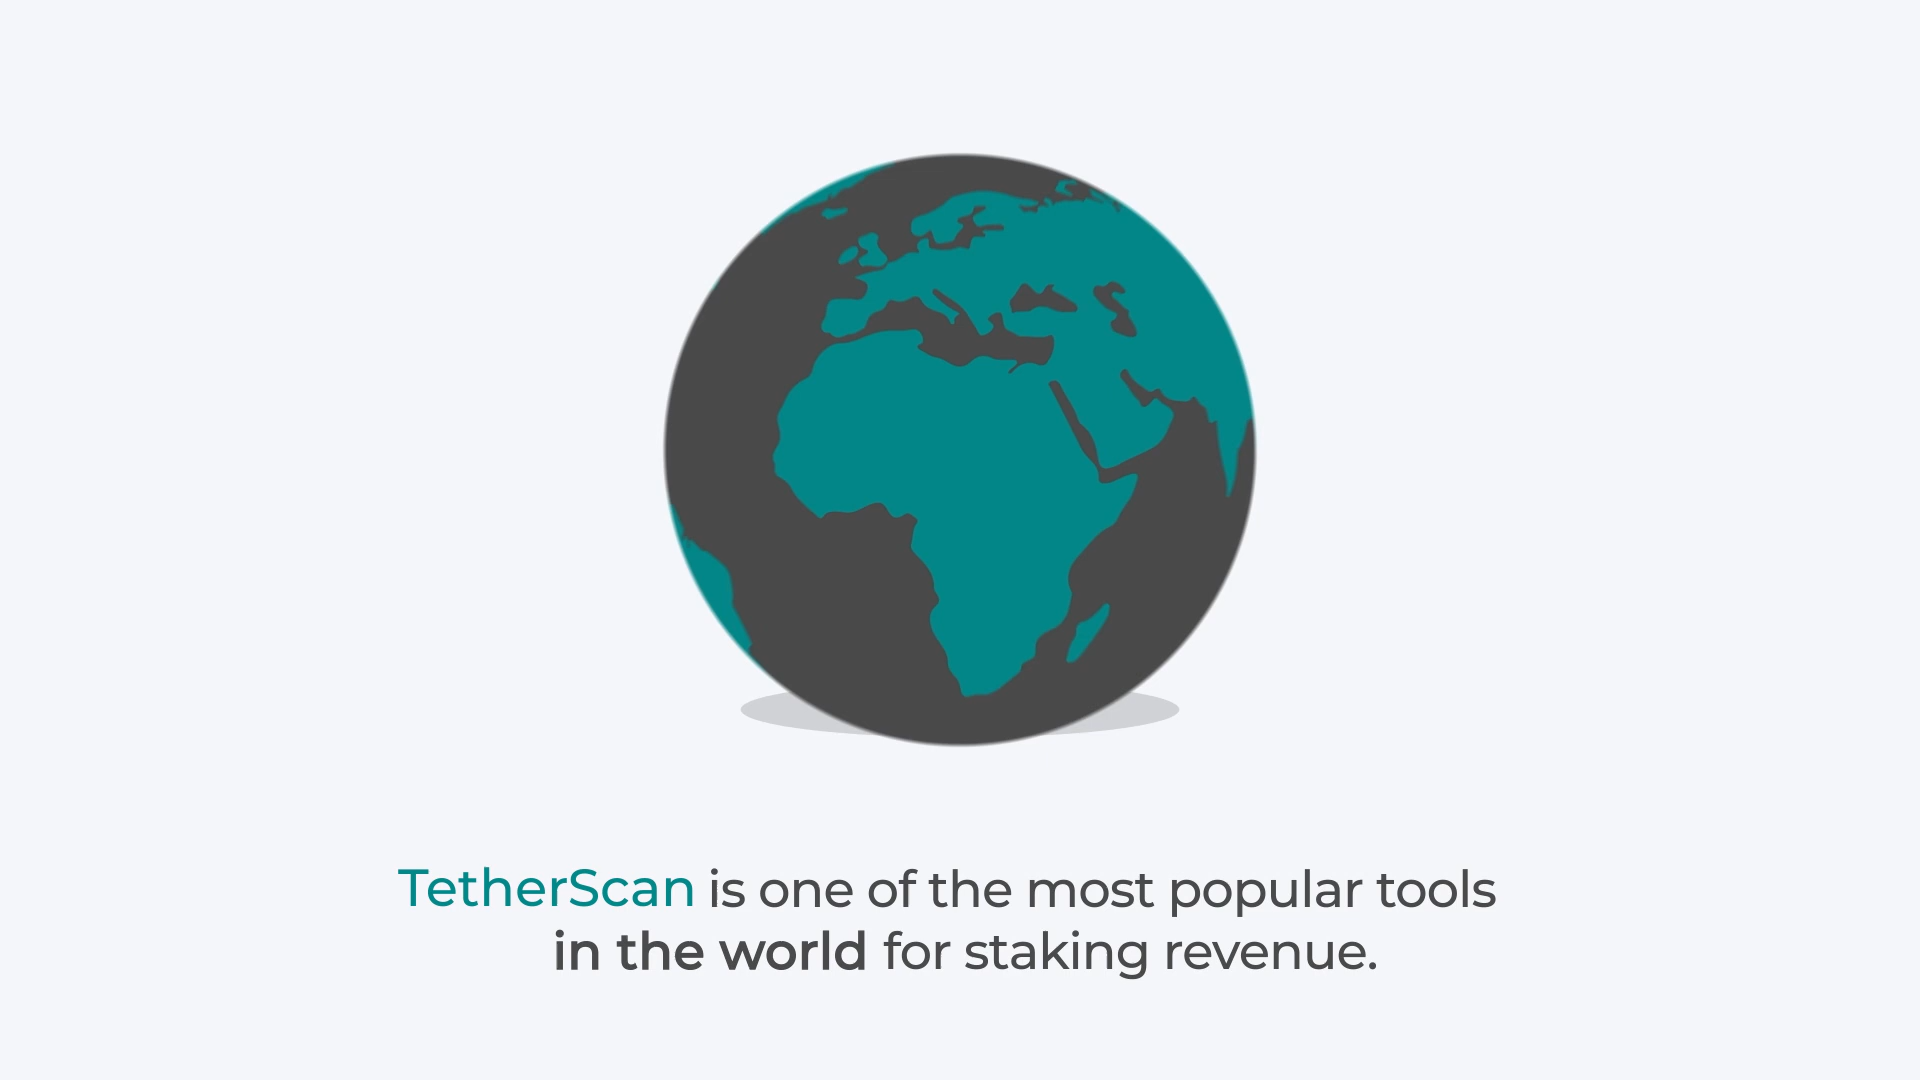 TetherScan is one of the most popular tools
in the world for staking revenue.